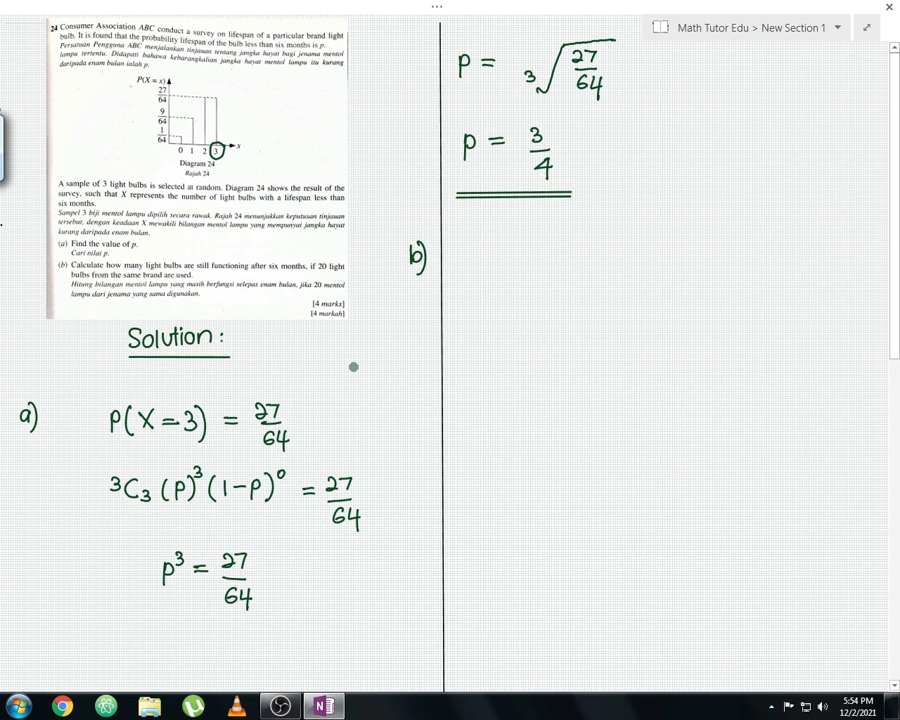 Math Tutor Edu > New Section 1
24 Consumer Association ABC conduct a survey on lifespan of a particular brand light
bulb. It is found that the probability lifespan of the bulb less than six months is p.
Persatuan Pengguna ABC menjalankan tinjauan tentang jangka hayat bagi jenama mentol
lampu tertentu. Didapati bahawa kebarangkalian jangka hayat mentol lampu itu kurang
daripada enam bulan ialah p.
P(X = x)
27
64
9
64
1
64
0 1 2 3 x
Diagram 24
Rajah 24
A sample of 3 light bulbs is selected at random. Diagram 24 shows the result of the
survey, such that X represents the number of light bulbs with a lifespan less than
six months.
Sampel 3 biji mentol lampu dipilih secara rawak. Rajah 24 menunjukkan keputusan tinjauan
tersebut, dengan keadaan X mewakili bilangan mentol lampu yang mempunyai jangka hayat
kurang daripada enam bulan.
(a) Find the value of p.
Cari nilai p.
(b) Calculate how many light bulbs are still functioning after six months, if 20 light
bulbs from the same brand are used.
Hitung bilangan mentol lampu yang masih berfungsi selepas enam bulan, jika 20 mentol
lampu dari jenama yang sama digunakan.
[4 marks]
[4 markah]
Solution:
a) P(X=3) = 27/64
³C₃ (p)³ (1-p)⁰ = 27/64
p³ = 27/64
p = ³√27/64
p = 3/4
b)
5:54 PM
12/2/2021